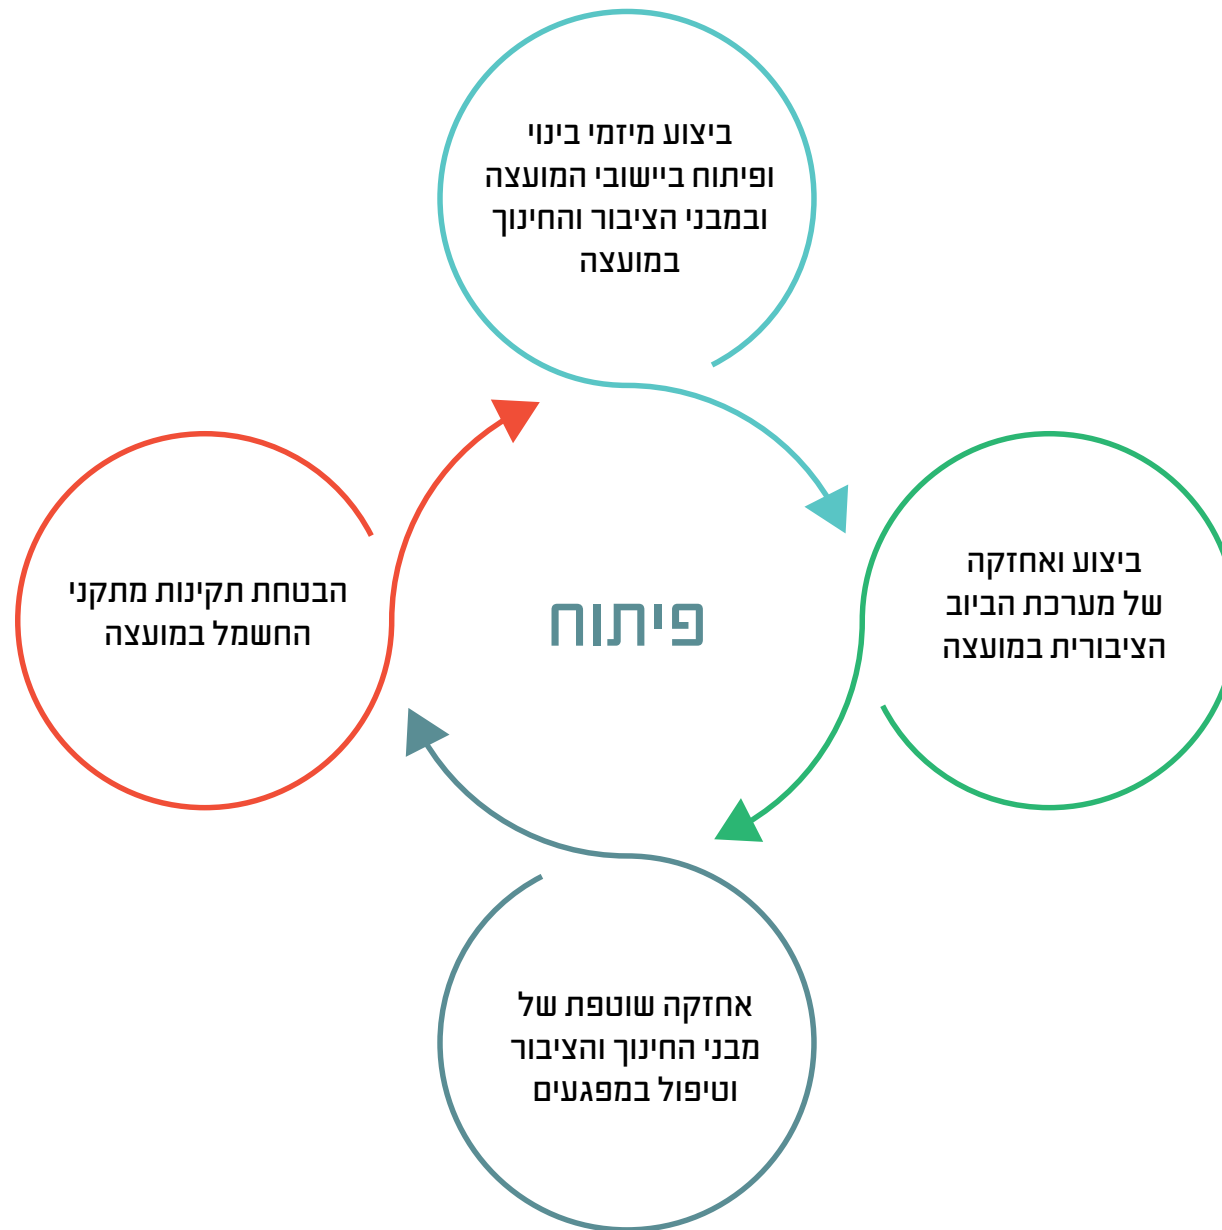 ביצוע מיזמי בינוי
ופיתוח ביישובי המועצה
ובמבני הציבור והחינוך
במועצה
ביצוע ואחזקה
של מערכת הביוב
הציבורית במועצה
פיתוח
הבטחת תקינות מתקני
החשמל במועצה
אחזקה שוטפת של
מבני החינוך והציבור
וטיפול במפגעים